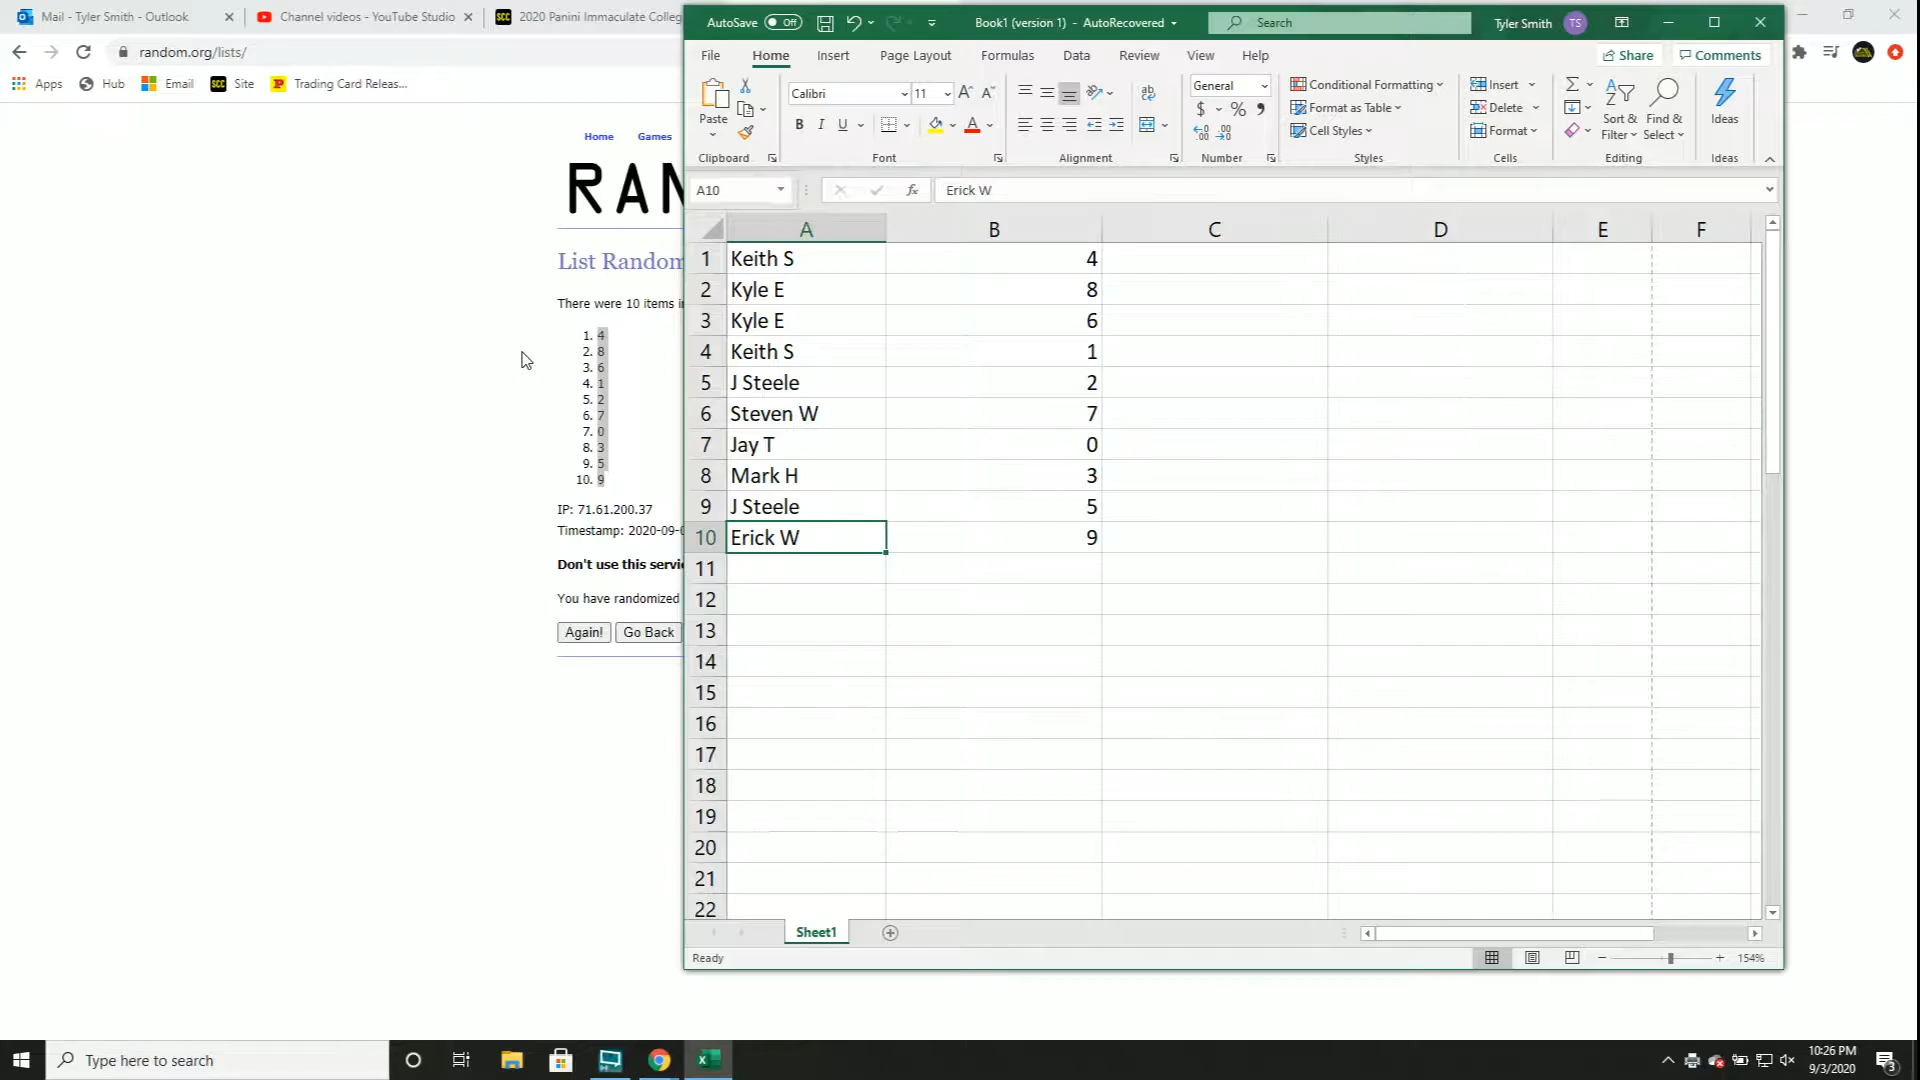 Mail - Tyler Smith - Outlook
Channel videos - YouTube Studio
SCC 2020 Panini Immaculate Colleg
random.org/lists/
Apps Hub Email SCC Site Trading Card Releas...
Home Games
RAN
List Random
There were 10 items in
1. 4
2. 8
3. 6
4. 1
5. 2
6. 7
7. 0
8. 3
9. 5
10. 9
IP: 71.61.200.37
Timestamp: 2020-09-0
Don't use this servi
You have randomized
Again! Go Back
AutoSave Off Book1 (version 1) - AutoRecovered Search Tyler Smith TS
File Home Insert Page Layout Formulas Data Review View Help Share Comments
Paste
Clipboard
Calibri 11
B I U
Font
Alignment
General
$ % ,
Number
Conditional Formatting
Format as Table
Cell Styles
Styles
Insert
Delete
Format
Cells
Sort & Filter
Find & Select
Editing
Ideas
Ideas
A10 fx Erick W
A B C D E F
1 Keith S 4
2 Kyle E 8
3 Kyle E 6
4 Keith S 1
5 J Steele 2
6 Steven W 7
7 Jay T 0
8 Mark H 3
9 J Steele 5
10 Erick W 9
11
12
13
14
15
16
17
18
19
20
21
22
Sheet1
Ready 154%
Type here to search
10:26 PM
9/3/2020
3